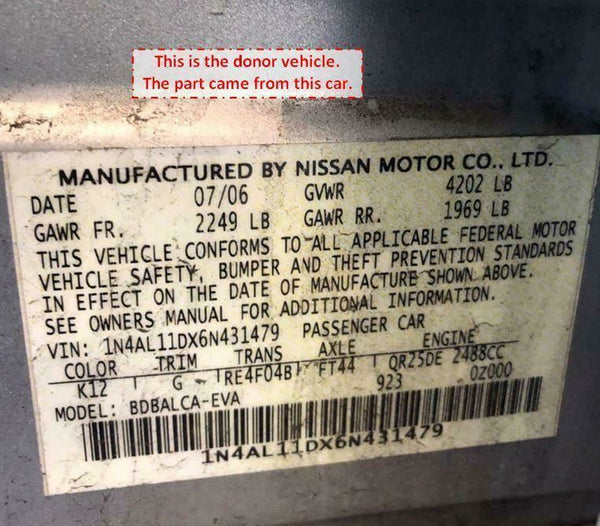 This is the donor vehicle.
The part came from this car.
MANUFACTURED BY NISSAN MOTOR CO., LTD.
DATE 07/06 GVWR 4202 LB
GAWR FR. 2249 LB GAWR RR. 1969 LB
THIS VEHICLE CONFORMS TO ALL APPLICABLE FEDERAL MOTOR
VEHICLE SAFETY, BUMPER AND THEFT PREVENTION STANDARDS
IN EFFECT ON THE DATE OF MANUFACTURE SHOWN ABOVE.
SEE OWNERS MANUAL FOR ADDITIONAL INFORMATION.
VIN: 1N4AL11DX6N431479 PASSENGER CAR
COLOR TRIM TRANS AXLE ENGINE
K12 G RE4F04B FT44 QR25DE 2488CC
MODEL: BDBALCA-EVA 923 0Z000
1N4AL11DX6N431479